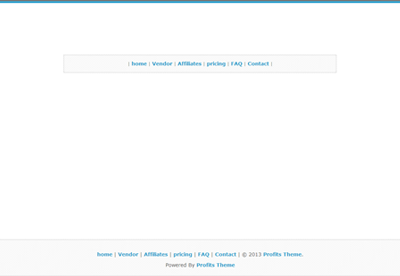 | home | Vendor | Affiliates | pricing | FAQ | Contact |
home | Vendor | Affiliates | pricing | FAQ | Contact | © 2013 Profits Theme.
Powered By Profits Theme